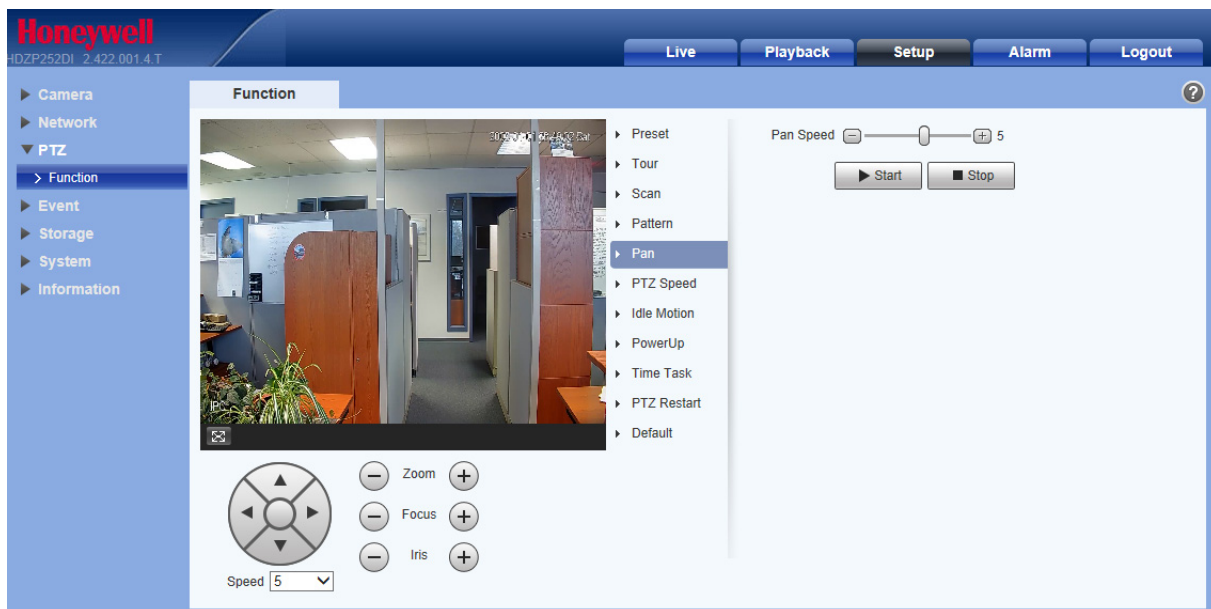 Honeywell
HDZP252DI 2.422.001.4.T
Live
Playback
Setup
Alarm
Logout
Camera
Network
PTZ
Function
Event
Storage
System
Information
Function
Preset
Tour
Scan
Pattern
Pan
PTZ Speed
Idle Motion
PowerUp
Time Task
PTZ Restart
Default
Pan Speed 5
Start
Stop
Zoom
Focus
Iris
Speed 5